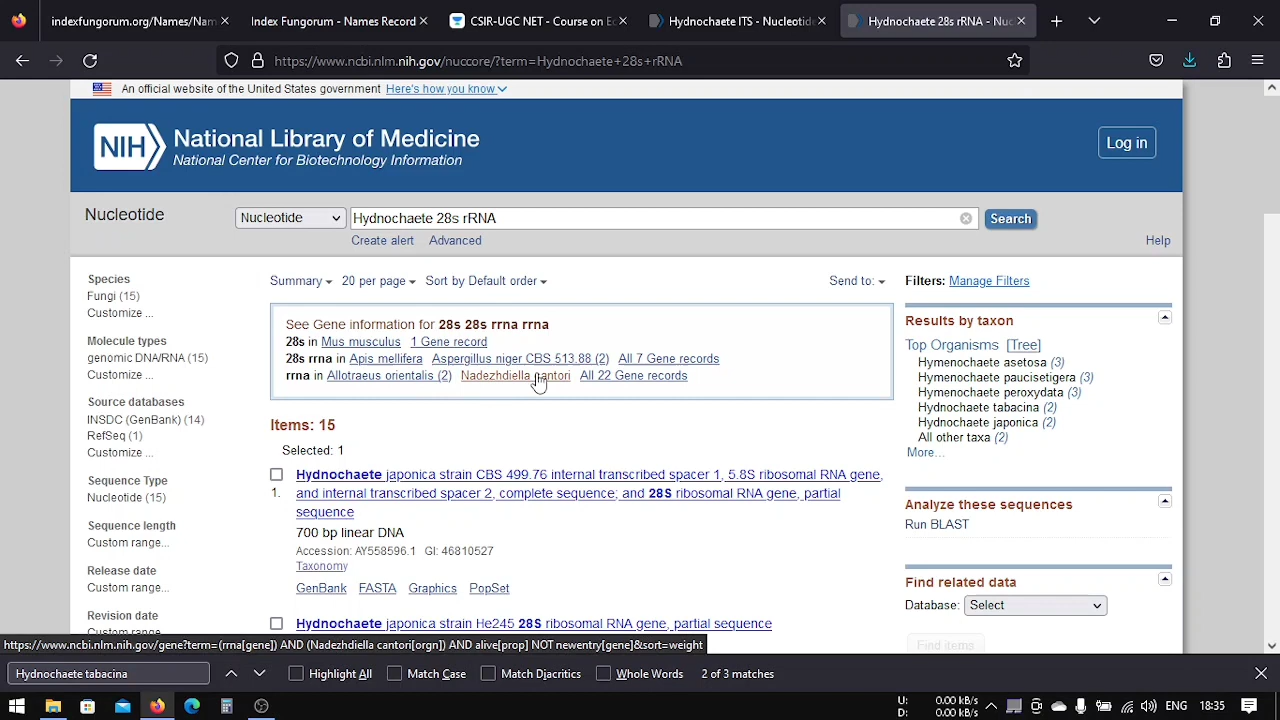 indexfungorum.org/Names/Nam
Index Fungorum - Names Record
CSIR-UGC NET - Course on Ec
Hydnochaete ITS - Nucleotide
Hydnochaete 28s rRNA - Nuc
https://www.ncbi.nlm.nih.gov/nuccore/?term=Hydnochaete+28s+rRNA
An official website of the United States government Here's how you know
NIH National Library of Medicine
National Center for Biotechnology Information
Log in
Nucleotide
Nucleotide
Hydnochaete 28s rRNA
Search
Create alert Advanced
Help
Species
Fungi (15)
Customize ...
Molecule types
genomic DNA/RNA (15)
Customize ...
Source databases
INSDC (GenBank) (14)
RefSeq (1)
Customize ...
Sequence Type
Nucleotide (15)
Sequence length
Custom range...
Release date
Custom range...
Revision date
Custom range...
Summary 20 per page Sort by Default order
Send to:
See Gene information for 28s 28s rrna rrna
28s in Mus musculus 1 Gene record
28s rrna in Apis mellifera Aspergillus niger CBS 513.88 (2) All 7 Gene records
rrna in Allotraeus orientalis (2) Nadezhdiella cantori All 22 Gene records
Items: 15
Selected: 1
1. Hydnochaete japonica strain CBS 499.76 internal transcribed spacer 1, 5.8S ribosomal RNA gene,
and internal transcribed spacer 2, complete sequence; and 28S ribosomal RNA gene, partial
sequence
700 bp linear DNA
Accession: AY558596.1 GI: 46810527
Taxonomy
GenBank FASTA Graphics PopSet
Hydnochaete japonica strain He245 28S ribosomal RNA gene, partial sequence
Filters: Manage Filters
Results by taxon
Top Organisms [Tree]
Hymenochaete asetosa (3)
Hymenochaete paucisetigera (3)
Hymenochaete peroxydata (3)
Hydnochaete tabacina (2)
Hydnochaete japonica (2)
All other taxa (2)
More...
Analyze these sequences
Run BLAST
Find related data
Database: Select
Find items
https://www.ncbi.nlm.nih.gov/gene?term=(rrna[gene]) AND (Nadezhdiella cantori[orgn]) AND alive[prop] NOT newentry[gene]&sort=weight
Hydnochaete tabacina
Highlight All Match Case Match Diacritics Whole Words 2 of 3 matches
U: 0.00 kB/s
D: 0.00 kB/s
ENG 18:35